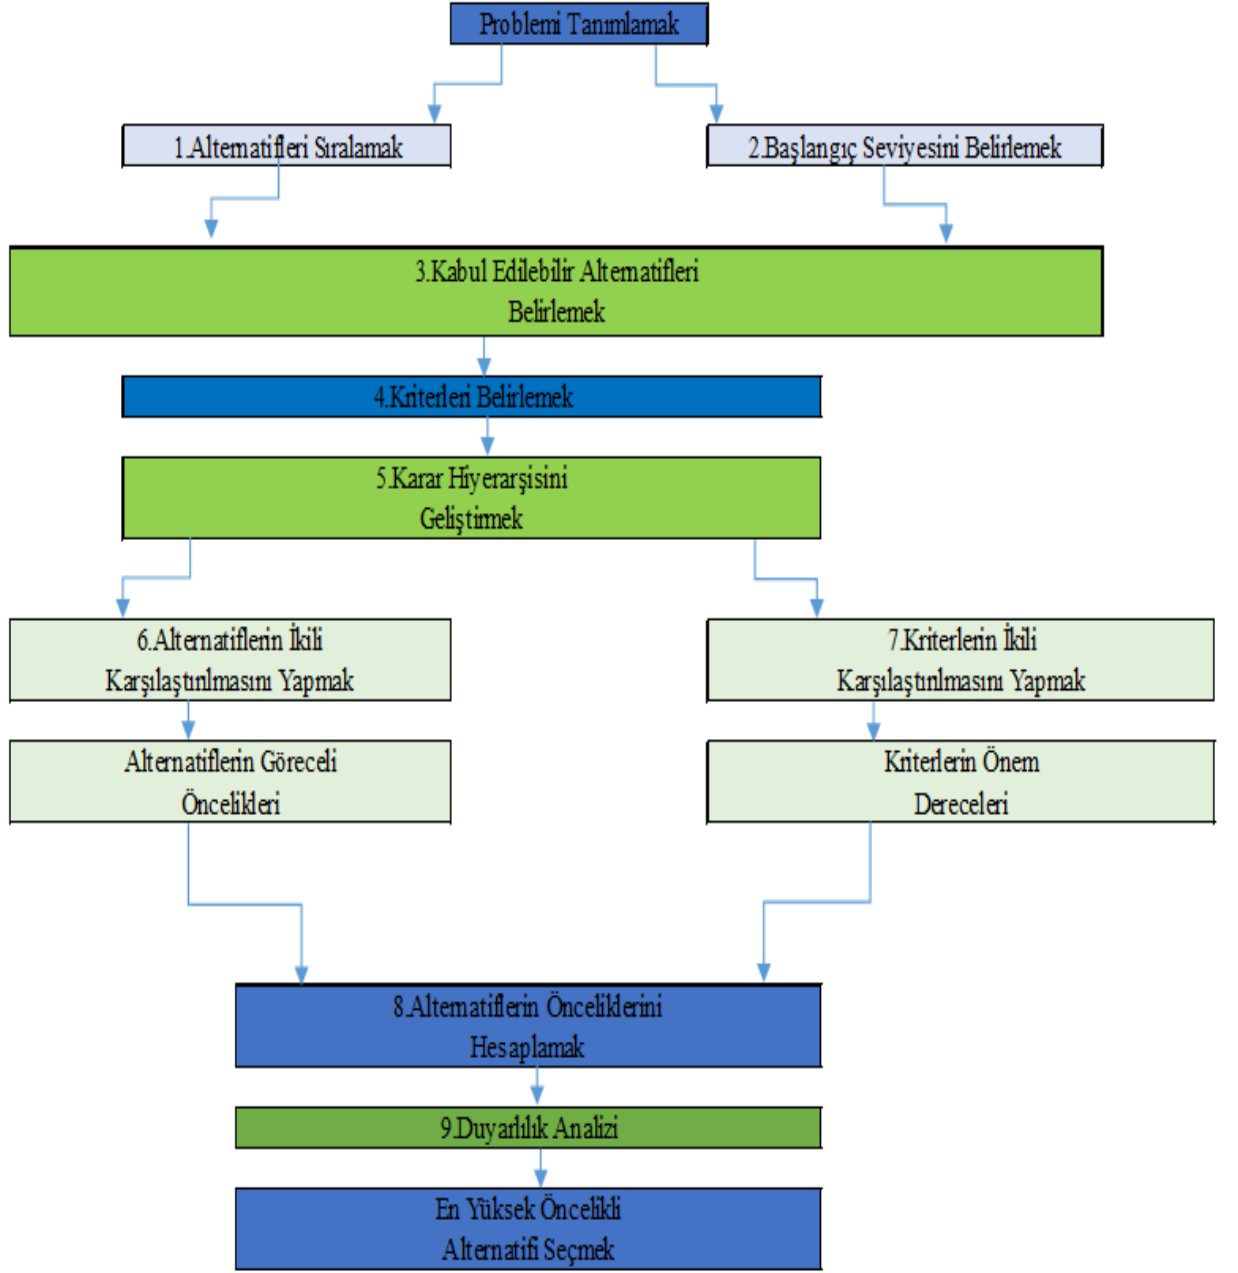 Problemi Tanımlamak
1.Alternatifleri Sıralamak
2.Başlangıç Seviyesini Belirlemek
3.Kabul Edilebilir Alternatifleri
Belirlemek
4.Kriterleri Belirlemek
5.Karar Hiyerarşisini
Geliştirmek
6.Alternatiflerin İkili
Karşılaştırılmasını Yapmak
7.Kriterlerin İkili
Karşılaştırılmasını Yapmak
Alternatiflerin Göreceli
Öncelikleri
Kriterlerin Önem
Dereceleri
8.Alternatiflerin Önceliklerini
Hesaplamak
9.Duyarlılık Analizi
En Yüksek Öncelikli
Alternatifi Seçmek